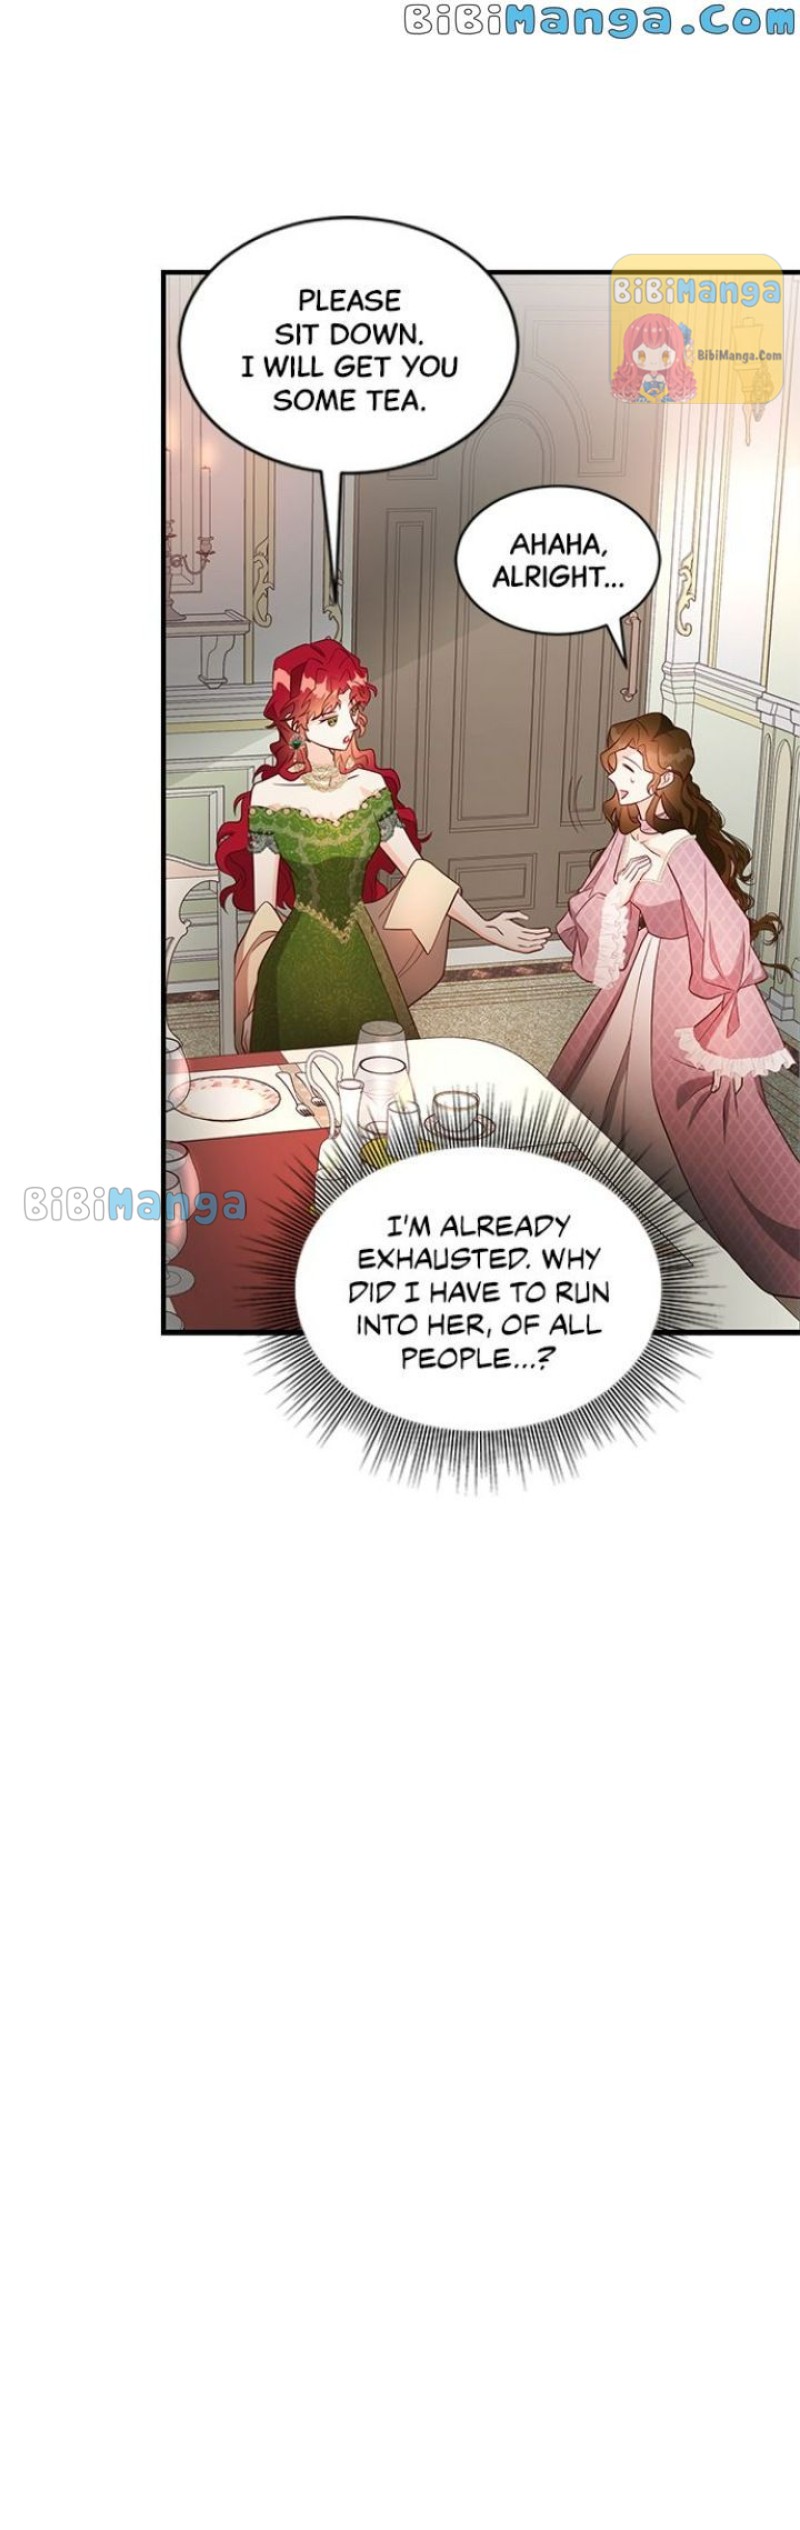 BiBiManga.Com
PLEASE
SIT DOWN.
I WILL GET YOU
SOME TEA.
BiBiManga
BibiManga.Com
AHAHA,
ALRIGHT...
BiBiManga
I'M ALREADY
EXHAUSTED. WHY
DID I HAVE TO RUN
INTO HER, OF ALL
PEOPLE...?